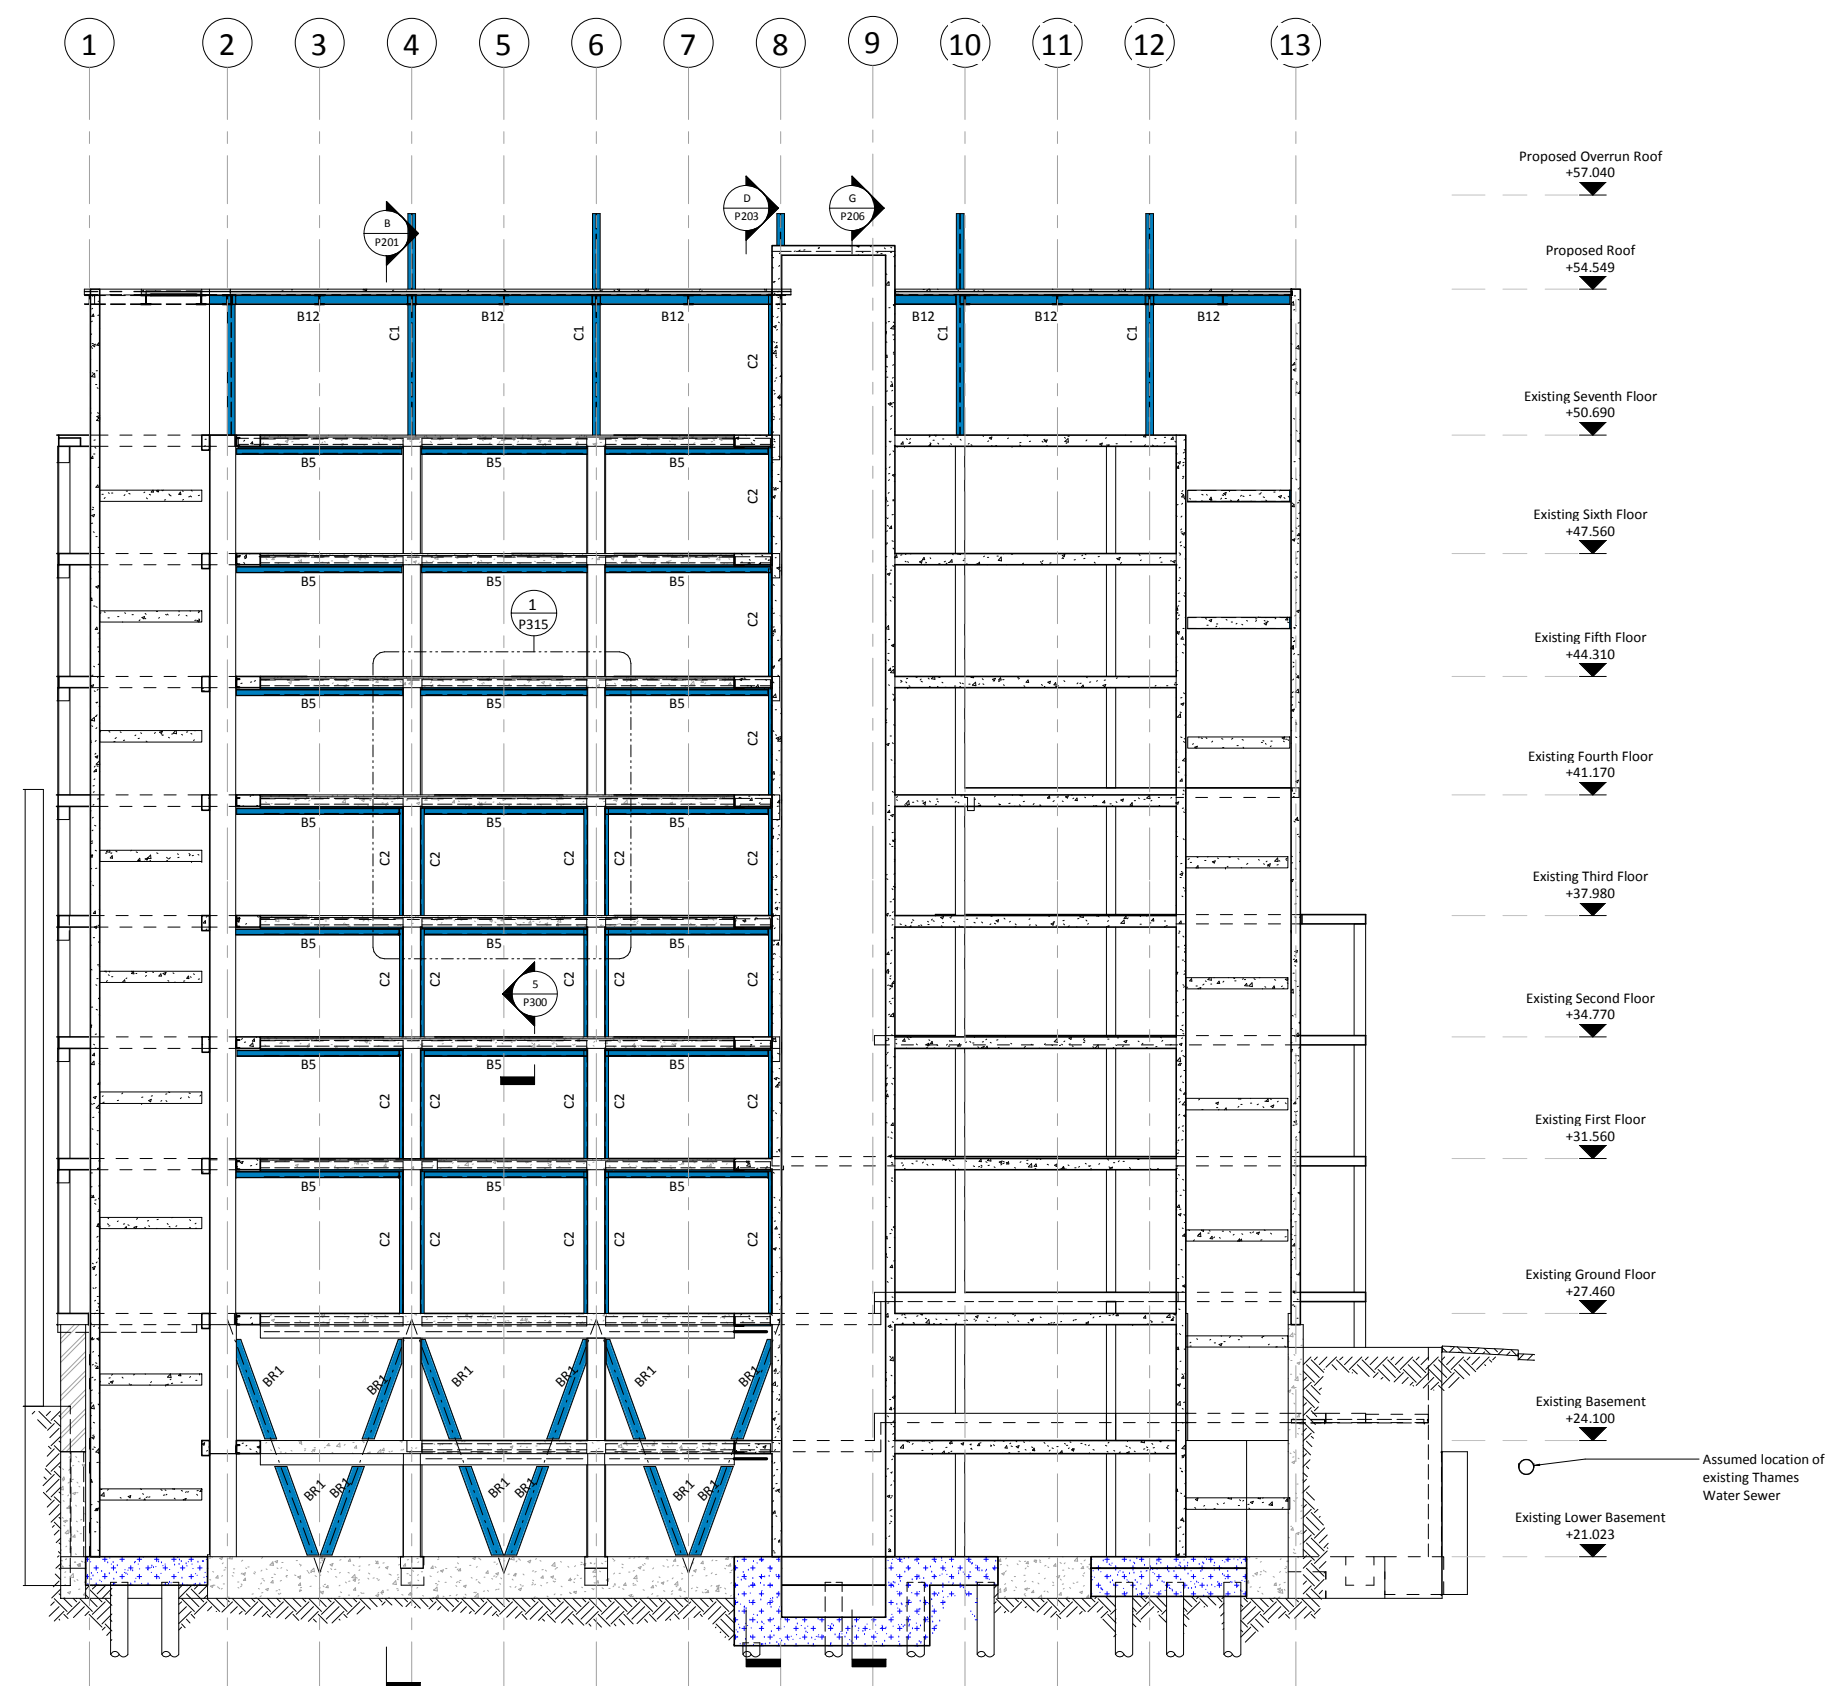 1 2 3 4 5 6 7 8 9 10 11 12 13
Proposed Overrun Roof
+57.040
D
P203
G
P206
B
P201
Proposed Roof
+54.549
B12 B12 B12 B12 B12 B12
C1 C1 C1 C1
C2
Existing Seventh Floor
+50.690
B5 B5 B5
C2
Existing Sixth Floor
+47.560
B5 B5 B5
1
P315
C2
Existing Fifth Floor
+44.310
B5 B5 B5
C2
Existing Fourth Floor
+41.170
B5 B5 B5
C2 C2 C2 C2 C2
Existing Third Floor
+37.980
B5 B5 B5
C2 C2 C2 C2
5
P300
Existing Second Floor
+34.770
B5 B5 B5
C2 C2 C2 C2 C2
Existing First Floor
+31.560
B5 B5 B5
C2 C2 C2 C2 C2
Existing Ground Floor
+27.460
BR1 BR1 BR1 BR1 BR1 BR1
Existing Basement
+24.100
Assumed location of
existing Thames
Water Sewer
BR1 BR1 BR1 BR1 BR1 BR1
Existing Lower Basement
+21.023